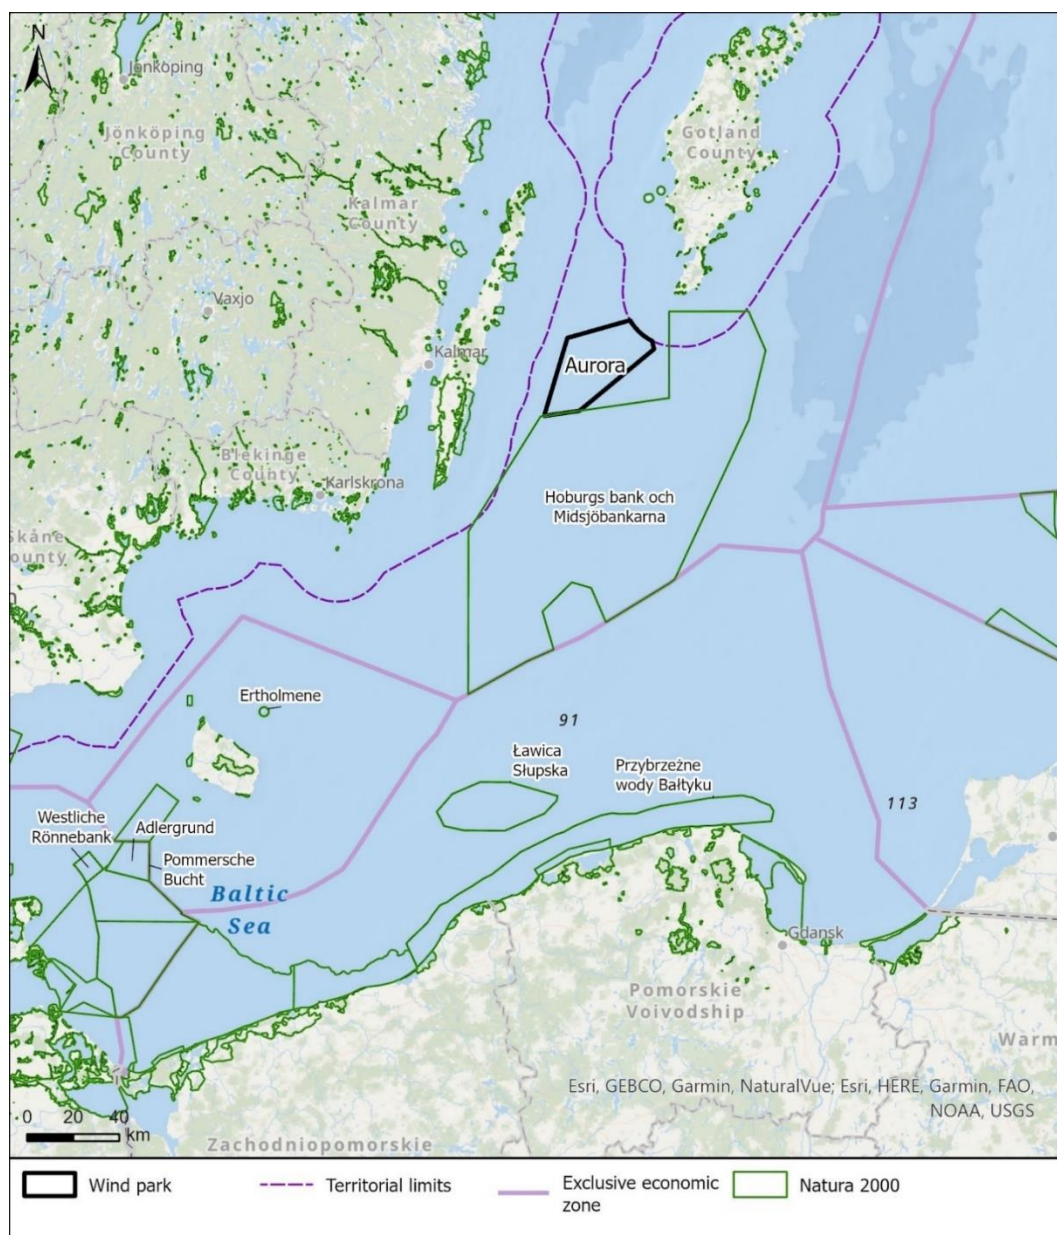 N
Jönköping
Jönköping
County
Gotland
County
Kalmar
County
Vaxjo
Kalmar
Aurora
Blekinge
County
Karlskrona
Hoburgs bank och
Midsjöbankarna
Skåne
ounty
Ertholmene
91
Ławica
Słupska
Przybrzeżne
wody Bałtyku
113
Westliche
Rönnebank
Adlergrund
Pommersche
Bucht
Baltic
Sea
Gdansk
Pomorskie
Voivodship
Warm
Esri, GEBCO, Garmin, NaturalVue; Esri, HERE, Garmin, FAO,
NOAA, USGS
0 20 40
km
Zachodniopomorskie
Wind park
Territorial limits
Exclusive economic
zone
Natura 2000